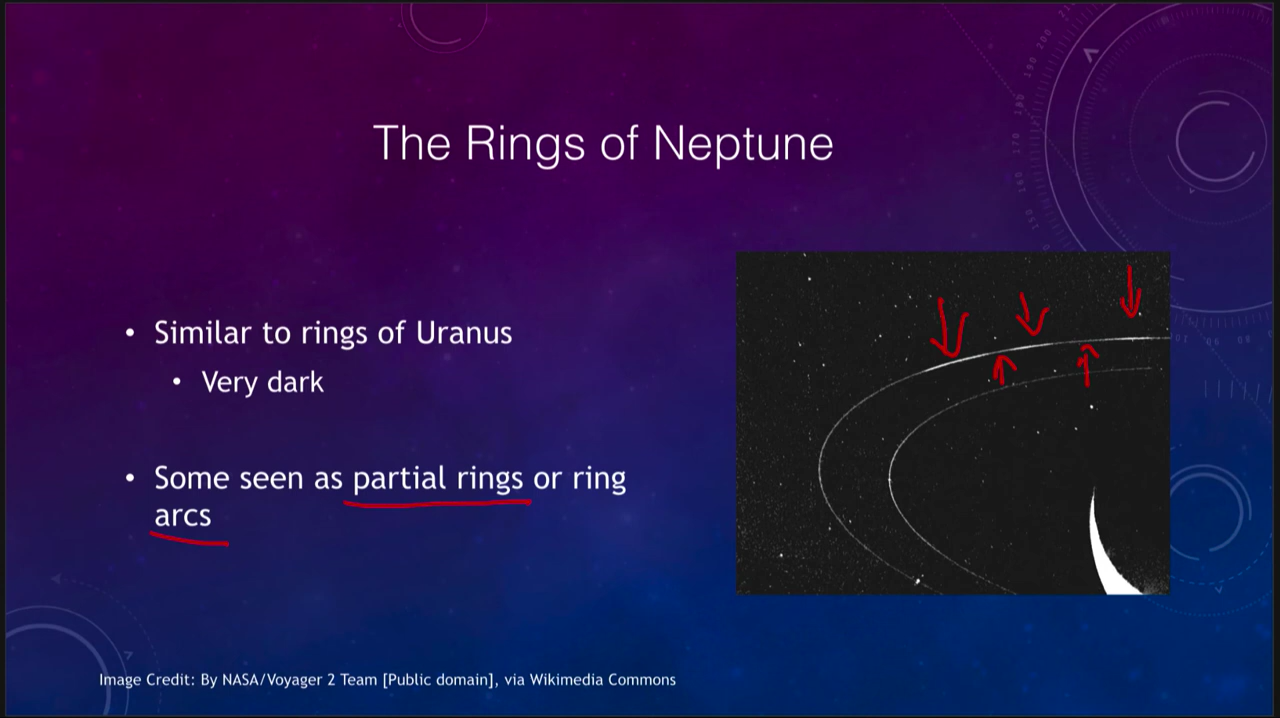 The Rings of Neptune
• Similar to rings of Uranus
• Very dark
• Some seen as partial rings or ring
arcs
Image Credit: By NASA/Voyager 2 Team [Public domain], via Wikimedia Commons